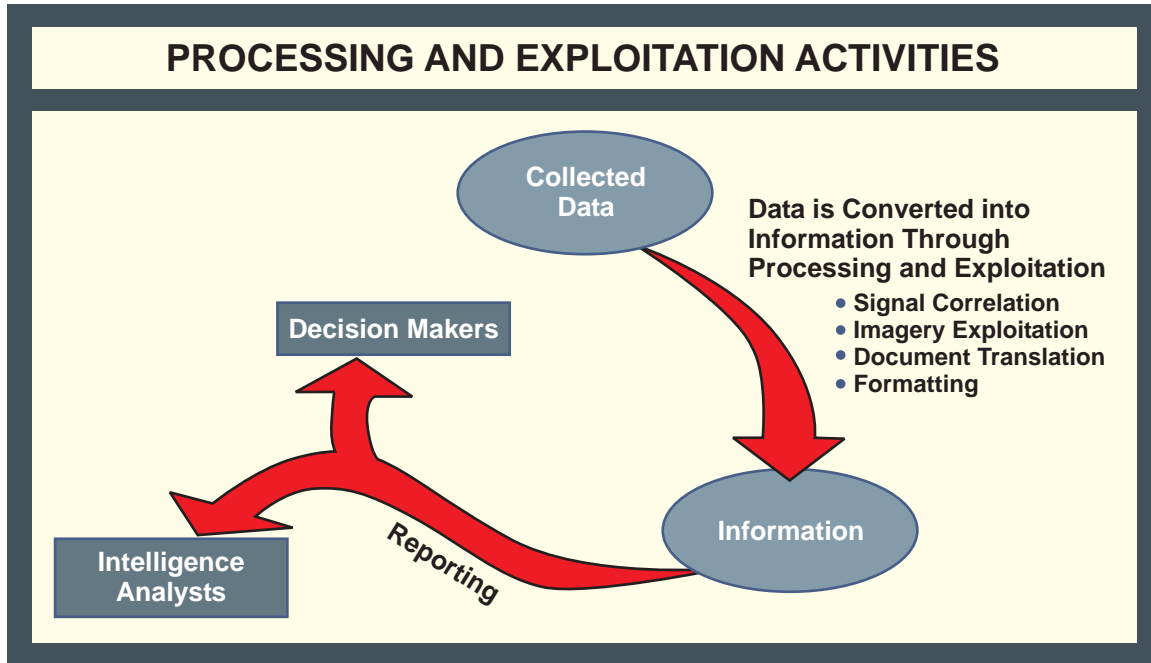 PROCESSING AND EXPLOITATION ACTIVITIES
Collected
Data
Data is Converted into
Information Through
Processing and Exploitation
• Signal Correlation
• Imagery Exploitation
• Document Translation
• Formatting
Decision Makers
Information
Reporting
Intelligence
Analysts